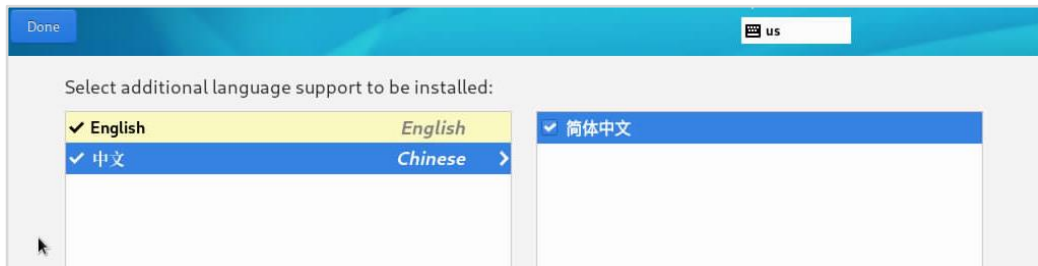 Done
us
Select additional language support to be installed:
English English
中文 Chinese
简体中文